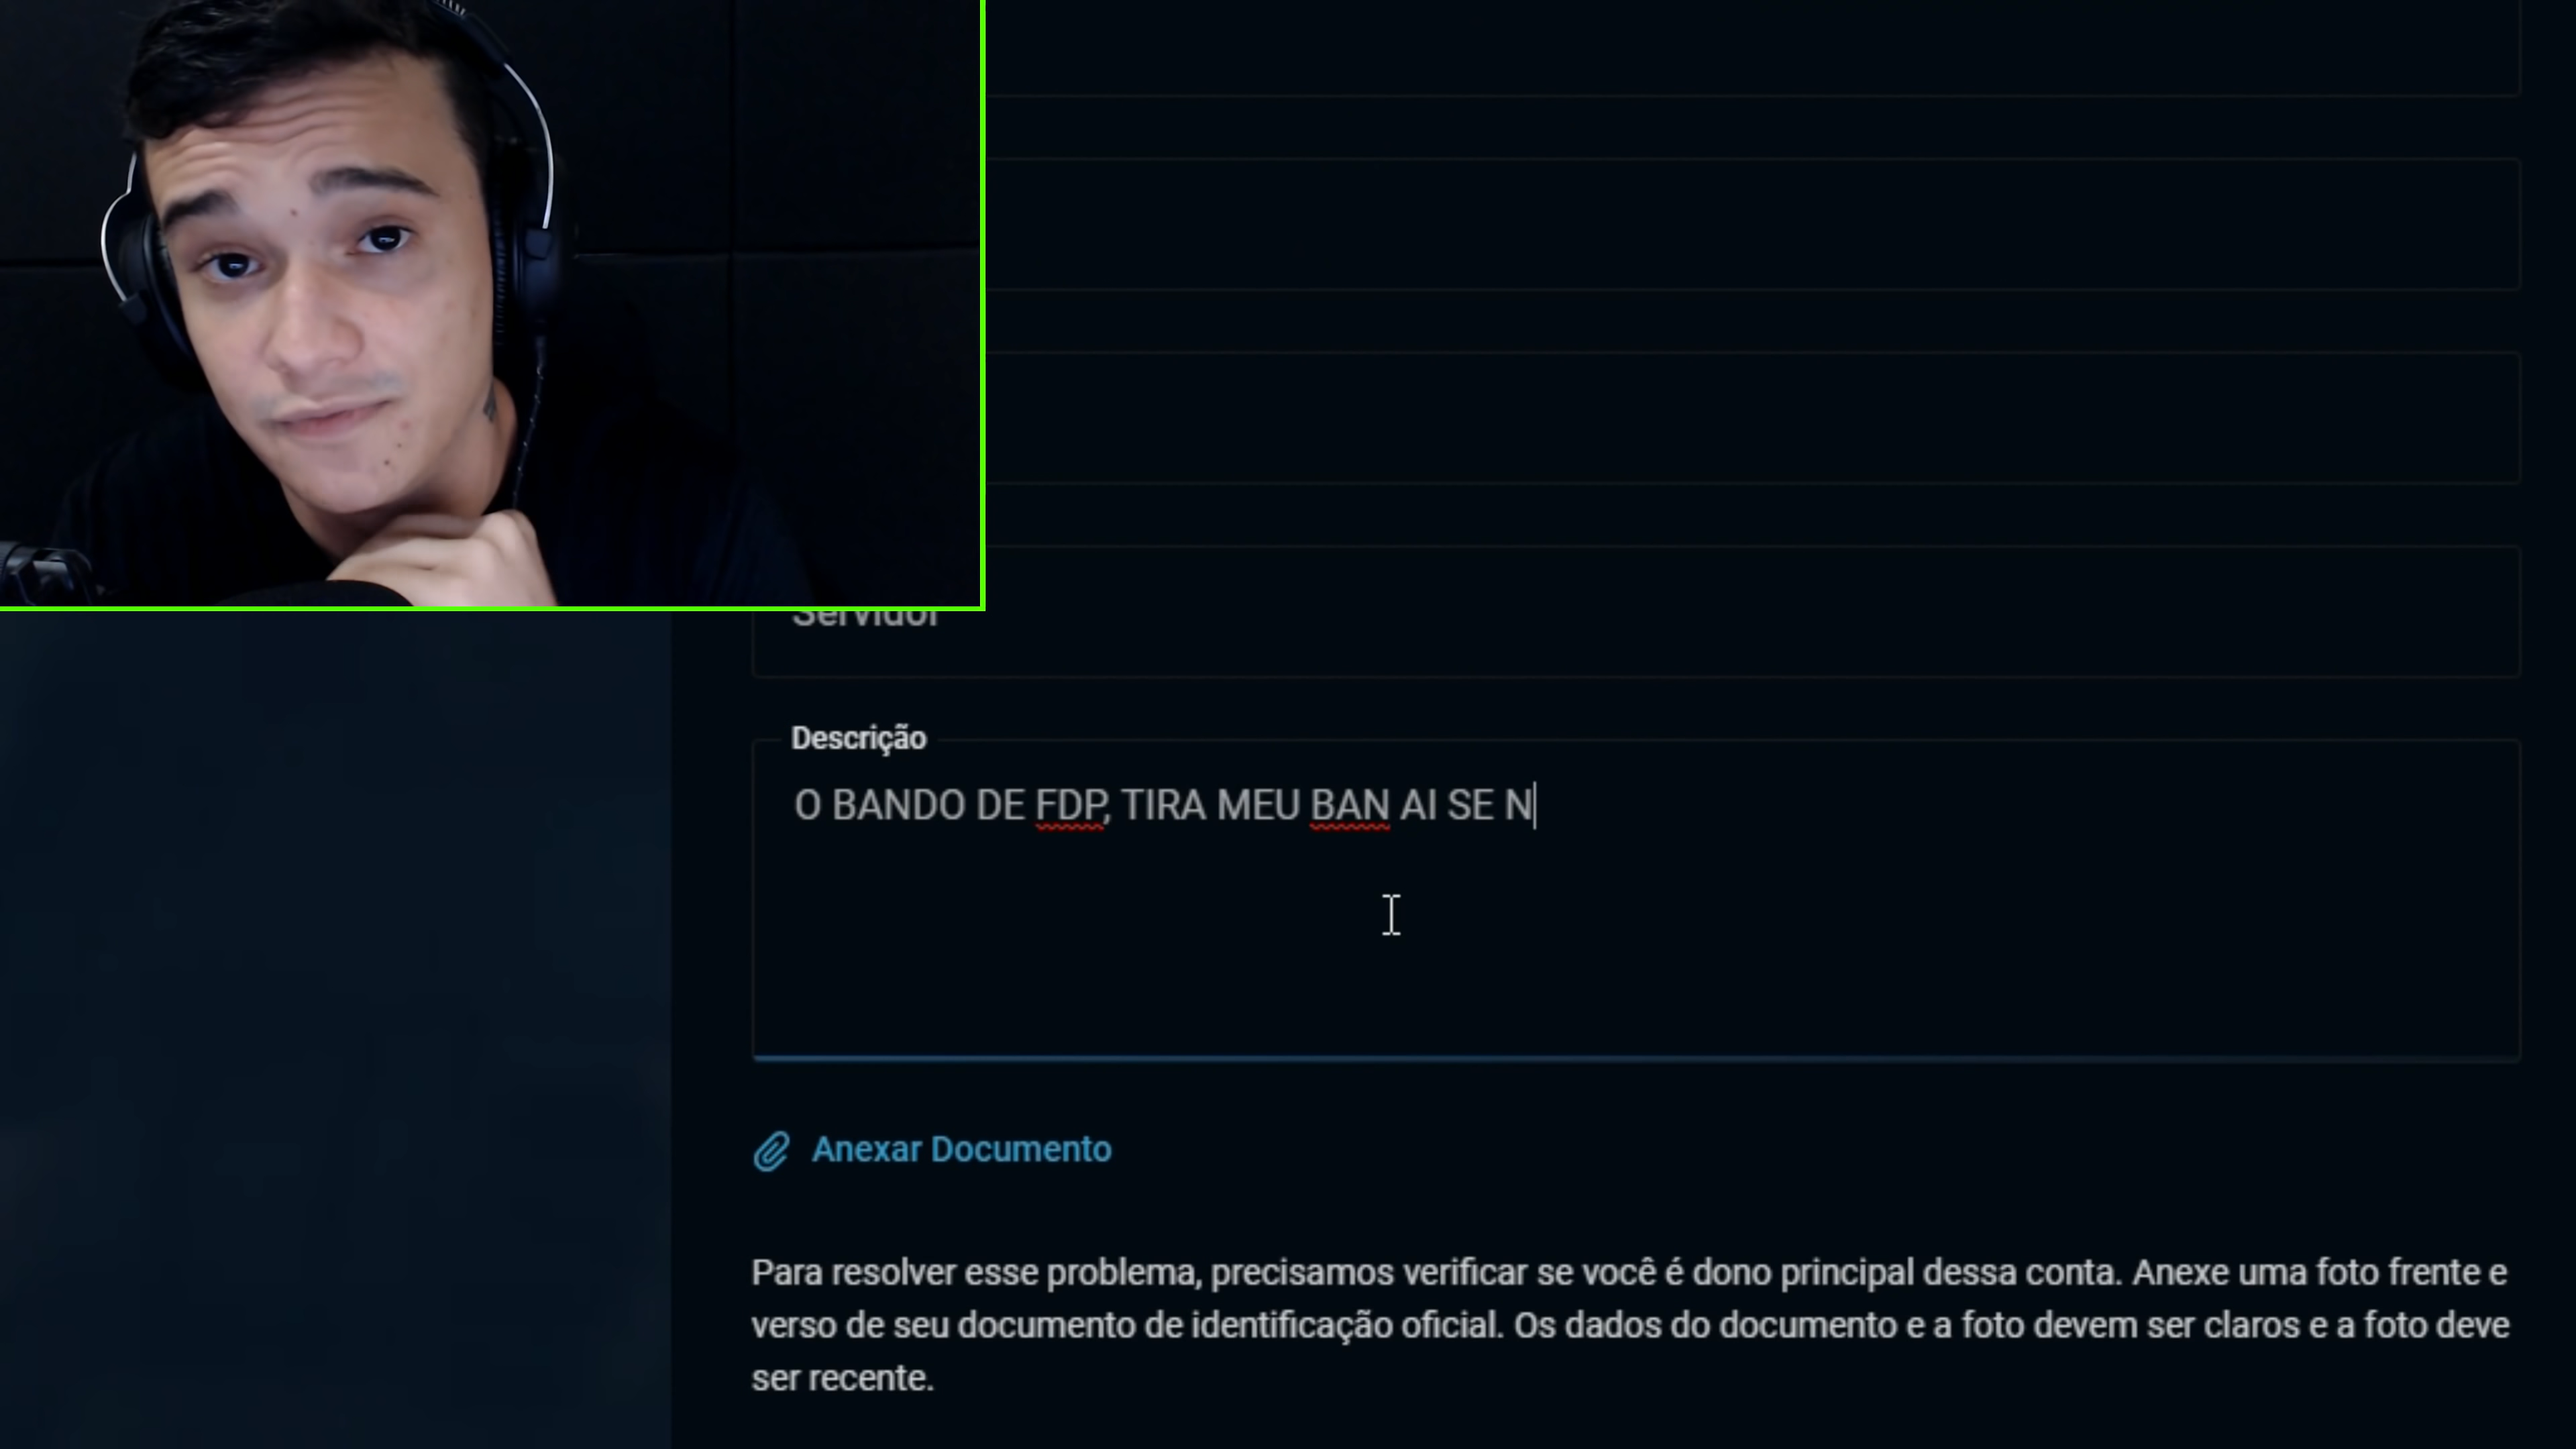 Servidor
Descrição
O BANDO DE FDP, TIRA MEU BAN AI SE N
Anexar Documento
Para resolver esse problema, precisamos verificar se você é dono principal dessa conta. Anexe uma foto frente e
verso de seu documento de identificação oficial. Os dados do documento e a foto devem ser claros e a foto deve
ser recente.